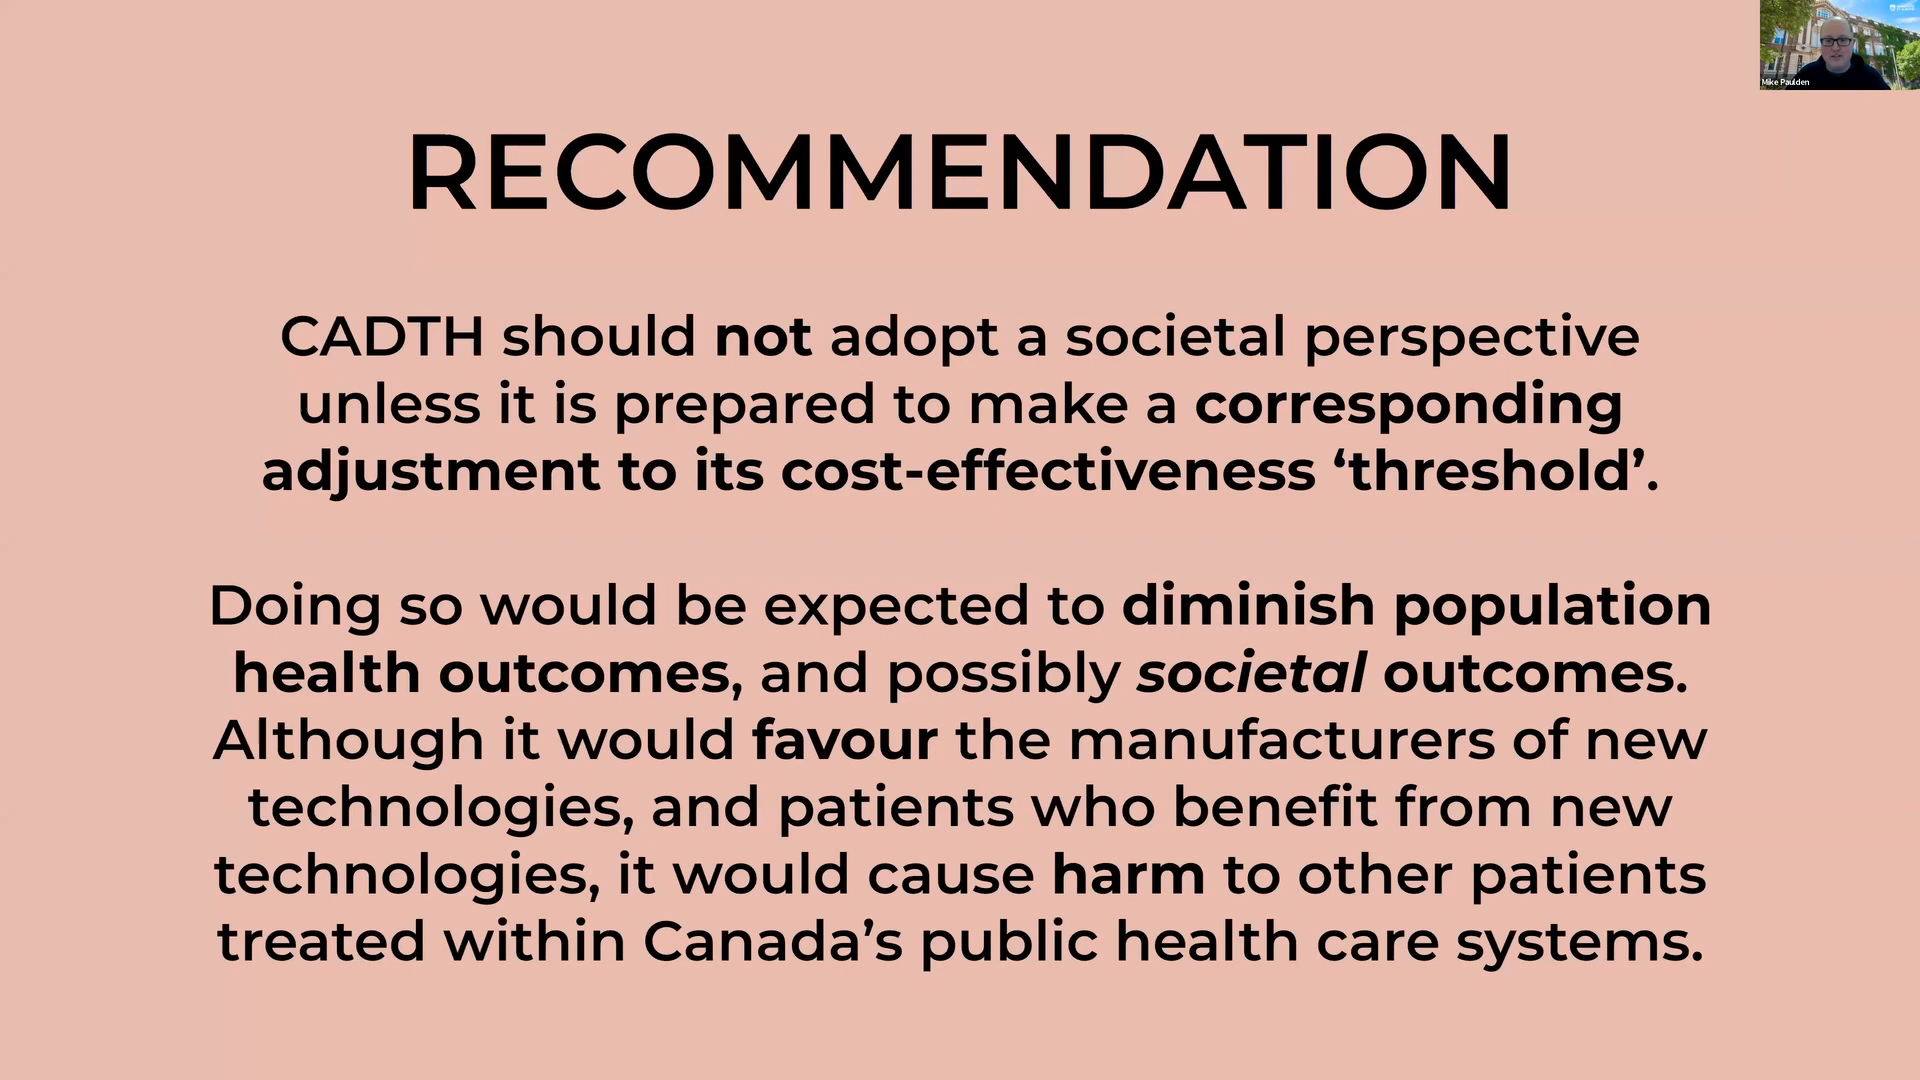 Mike Paulden
RECOMMENDATION
CADTH should not adopt a societal perspective
unless it is prepared to make a corresponding
adjustment to its cost-effectiveness ‘threshold’.
Doing so would be expected to diminish population
health outcomes, and possibly societal outcomes.
Although it would favour the manufacturers of new
technologies, and patients who benefit from new
technologies, it would cause harm to other patients
treated within Canada’s public health care systems.